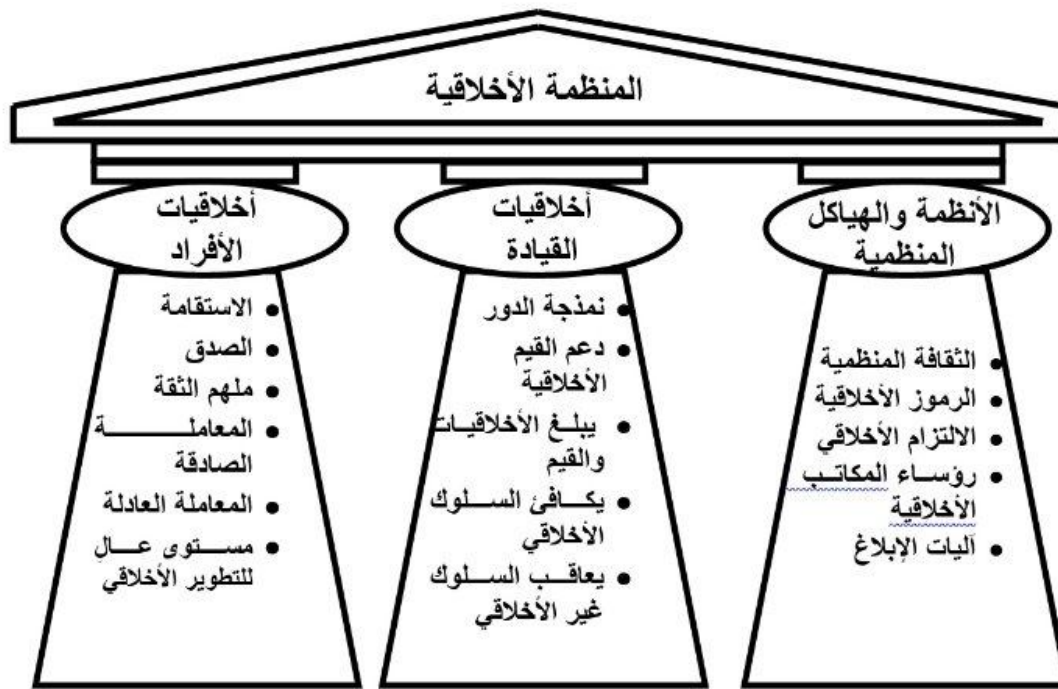 المنظمة الأخلاقية
الأنظمة والهياكل
المنظمية
• الثقافة المنظمية
• الرموز الأخلاقية
• الالتزام الأخلاقي
• رؤساء المكاتب
الأخلاقية
• آليات الإبلاغ
أخلاقيات
القيادة
• نمذجة الدور
• دعم القيم
الأخلاقية
• يبلغ الأخلاقيات
والقيم
• يكافئ السلوك
الأخلاقي
• يعاقب السلوك
غير الأخلاقي
أخلاقيات
الأفراد
• الاستقامة
• الصدق
• ملهم الثقة
• المعاملة
الصادقة
• المعاملة العادلة
• مستوى عالٍ
للتطوير الأخلاقي